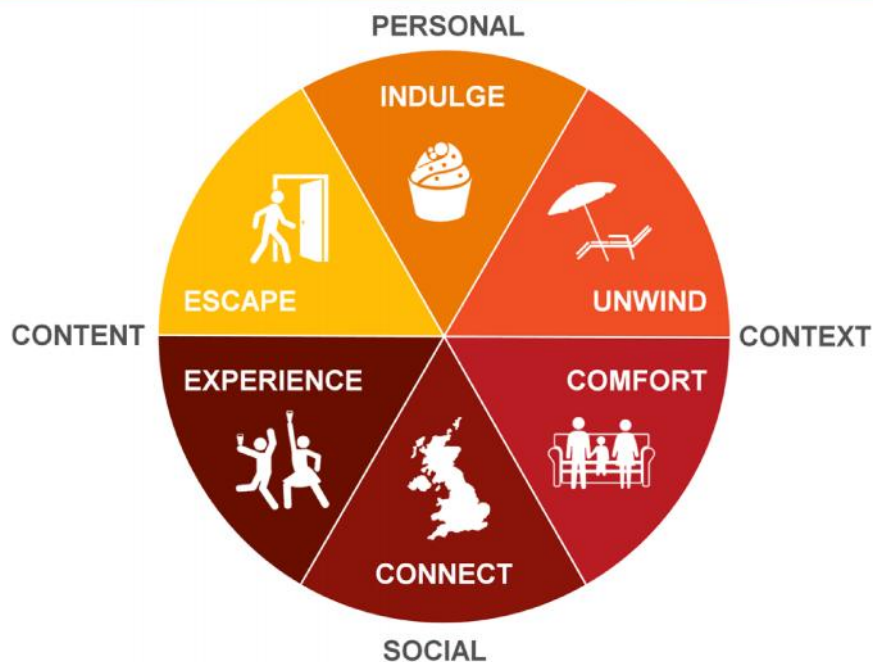 PERSONAL
INDULGE
ESCAPE
UNWIND
CONTENT
CONTEXT
EXPERIENCE
COMFORT
CONNECT
SOCIAL